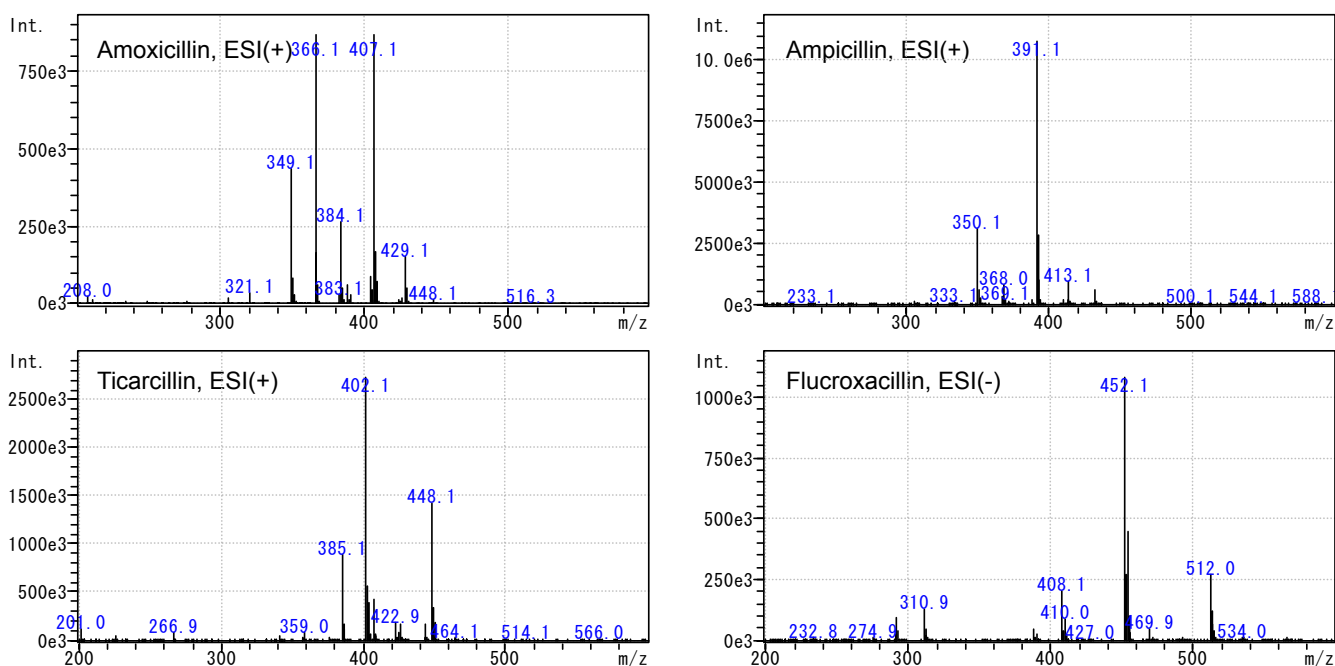 Int.
Amoxicillin, ESI(+)
366.1 407.1
750e3
500e3
349.1
250e3
384.1
429.1
208.0 321.1 383.1 448.1 516.3
0e3
300 400 500 m/z
Int.
Ampicillin, ESI(+)
391.1
10.0e6
7500e3
5000e3
350.1
2500e3
368.0 413.1
233.1 333.1 369.1 500.1 544.1 588.
0e3
300 400 500 m/z
Int.
Ticarcillin, ESI(+)
402.1
2500e3
2000e3
1500e3
448.1
1000e3
385.1
500e3
201.0 266.9 359.0 422.9 464.1 514.1 566.0
0e3
200 300 400 500 m/z
Int.
Flucroxacillin, ESI(-)
452.1
1000e3
750e3
500e3
512.0
250e3
408.1
310.9
410.0
232.8 274.9 427.0 469.9 534.0
0e3
200 300 400 500 m/z